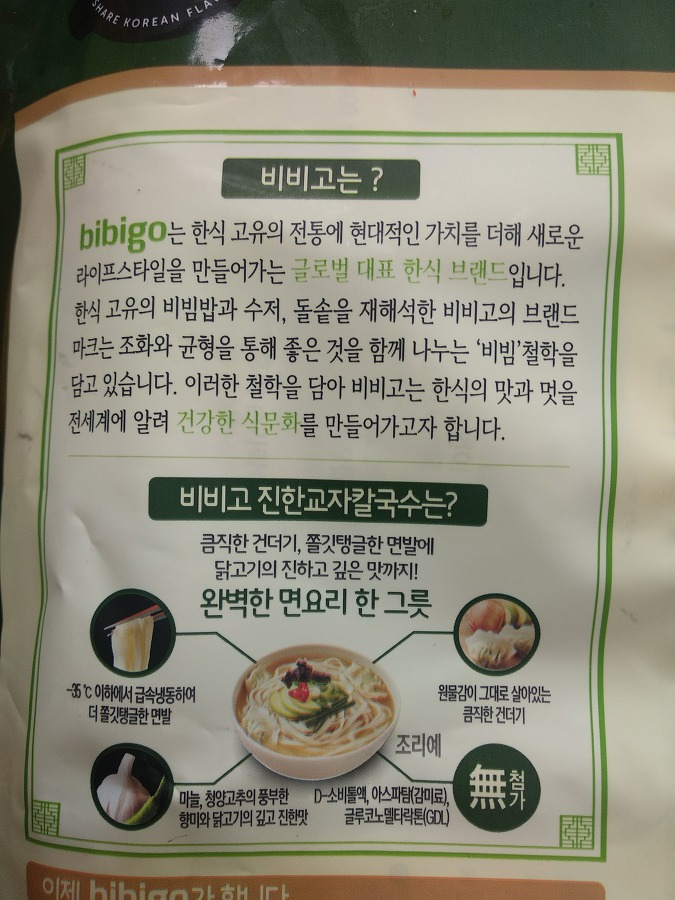 SHARE KOREAN FLA
비비고는 ?
bibigo는 한식 고유의 전통에 현대적인 가치를 더해 새로운
라이프스타일을 만들어가는 글로벌 대표 한식 브랜드입니다.
한식 고유의 비빔밥과 수저, 돌솥을 재해석한 비비고의 브랜드
마크는 조화와 균형을 통해 좋은 것을 함께 나누는 ‘비빔’철학을
담고 있습니다. 이러한 철학을 담아 비비고는 한식의 맛과 멋을
전세계에 알려 건강한 식문화를 만들어가고자 합니다.
비비고 진한교자칼국수는?
큼직한 건더기, 쫄깃탱글한 면발에
닭고기의 진하고 깊은 맛까지!
완벽한 면요리 한 그릇
-35 ℃ 이하에서 급속냉동하여
더 쫄깃탱글한 면발
원물감이 그대로 살아있는
큼직한 건더기
조리예
마늘, 청양고추의 풍부한
향미와 닭고기의 깊고 진한맛
無첨가
D-소비톨액, 아스파탐(감미료),
글루코노델타락톤(GDL)
이제 bibigo가 합니다